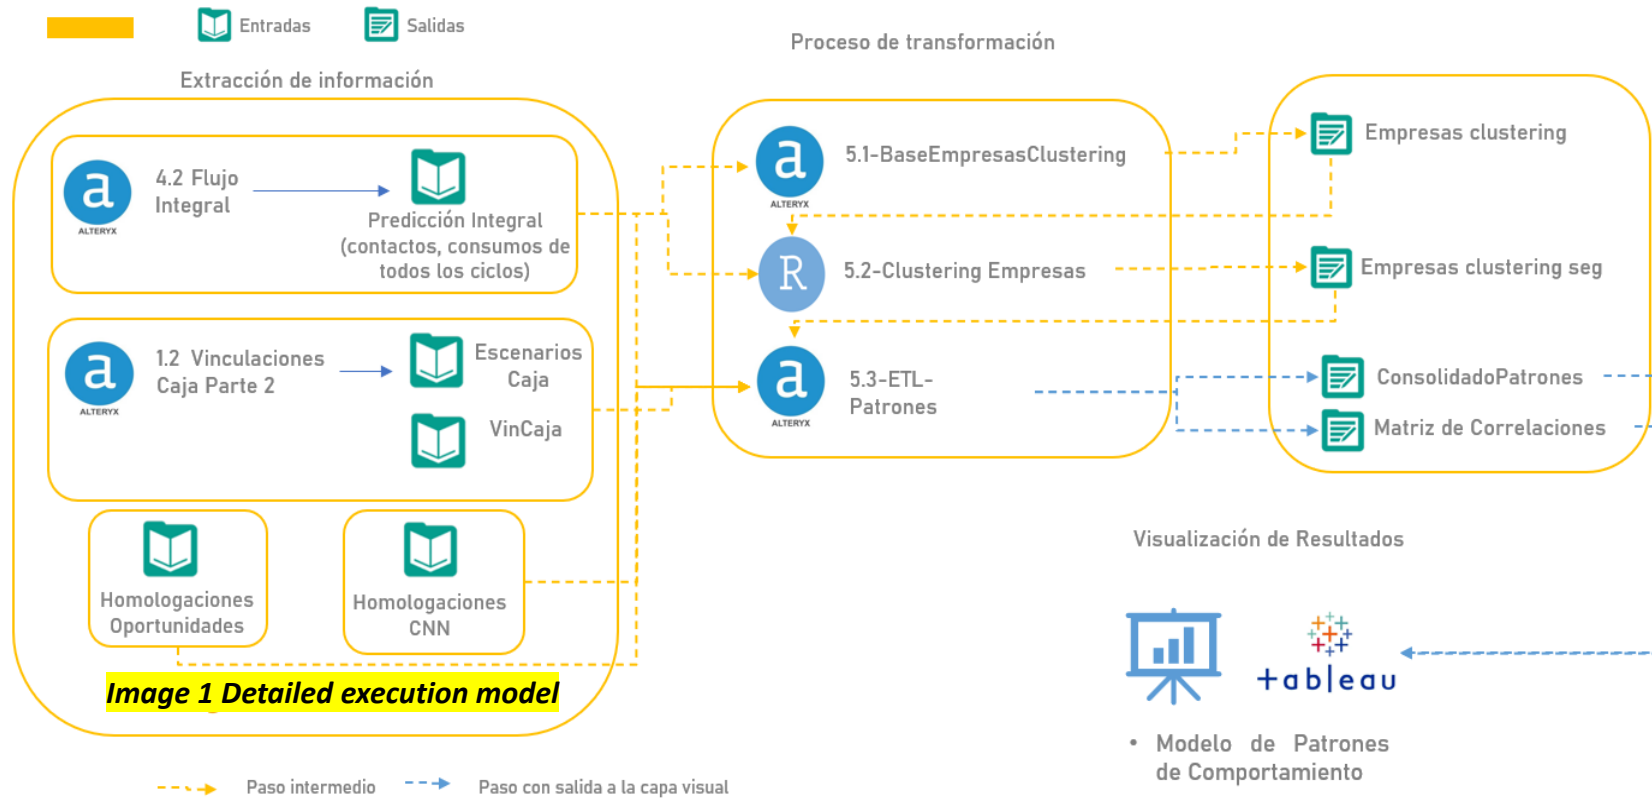 Entradas
Salidas
Proceso de transformación
Extracción de información
a
ALTERYX
4.2 Flujo
Integral
Predicción Integral
(contactos, consumos de
todos los ciclos)
a
ALTERYX
1.2 Vinculaciones
Caja Parte 2
Escenarios
Caja
VinCaja
Homologaciones
Oportunidades
Homologaciones
CNN
Image 1 Detailed execution model
a
ALTERYX
5.1-BaseEmpresasClustering
R
5.2-Clustering Empresas
a
ALTERYX
5.3-ETL-
Patrones
Empresas clustering
Empresas clustering seg
ConsolidadoPatrones
Matriz de Correlaciones
Visualización de Resultados
+ableau
• Modelo de Patrones
de Comportamiento
Paso intermedio
Paso con salida a la capa visual